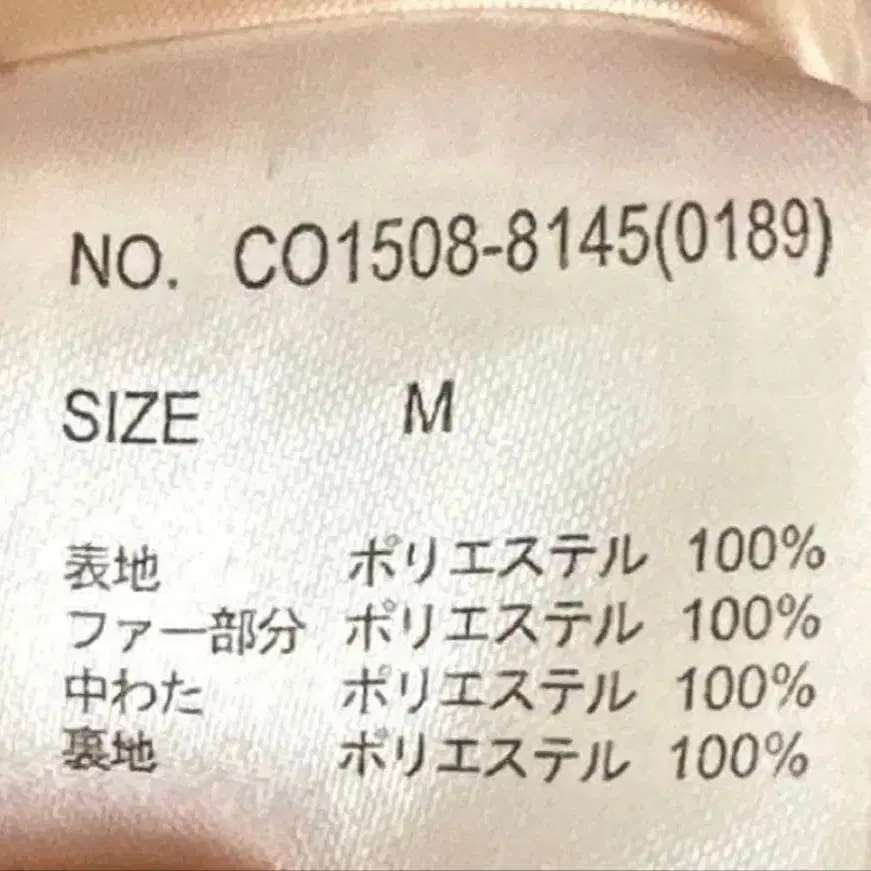 NO. CO1508-8145(0189)
SIZE M
表地 ポリエステル 100%
ファー部分 ポリエステル 100%
中わた ポリエステル 100%
裏地 ポリエステル 100%